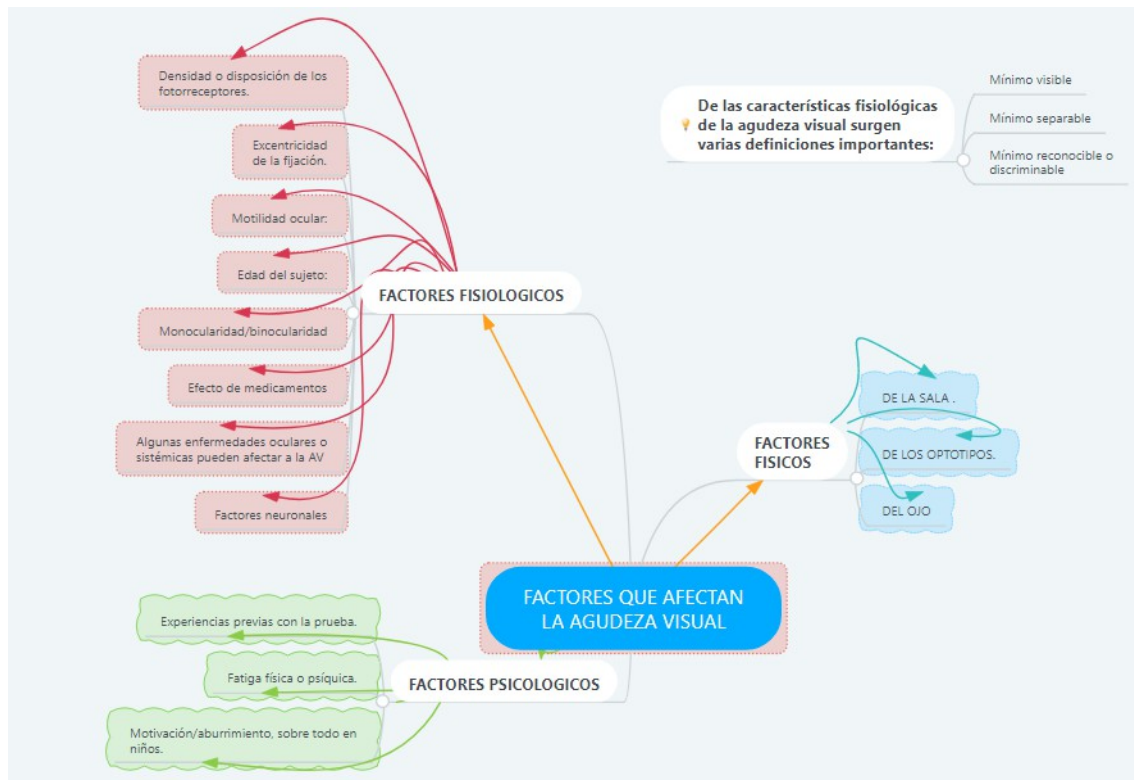 Densidad o disposición de los
fotorreceptores.
Excentricidad
de la fijación.
Motilidad ocular:
Edad del sujeto:
Monocularidad/binocularidad
Efecto de medicamentos
Algunas enfermedades oculares o
sistémicas pueden afectar a la AV
Factores neuronales
FACTORES FISIOLOGICOS
De las características fisiológicas
de la agudeza visual surgen
varias definiciones importantes:
Mínimo visible
Mínimo separable
Mínimo reconocible o
discriminable
FACTORES
FISICOS
DE LA SALA .
DE LOS OPTOTIPOS.
DEL OJO
FACTORES QUE AFECTAN
LA AGUDEZA VISUAL
FACTORES PSICOLOGICOS
Experiencias previas con la prueba.
Fatiga física o psíquica.
Motivación/aburrimiento, sobre todo en
niños.